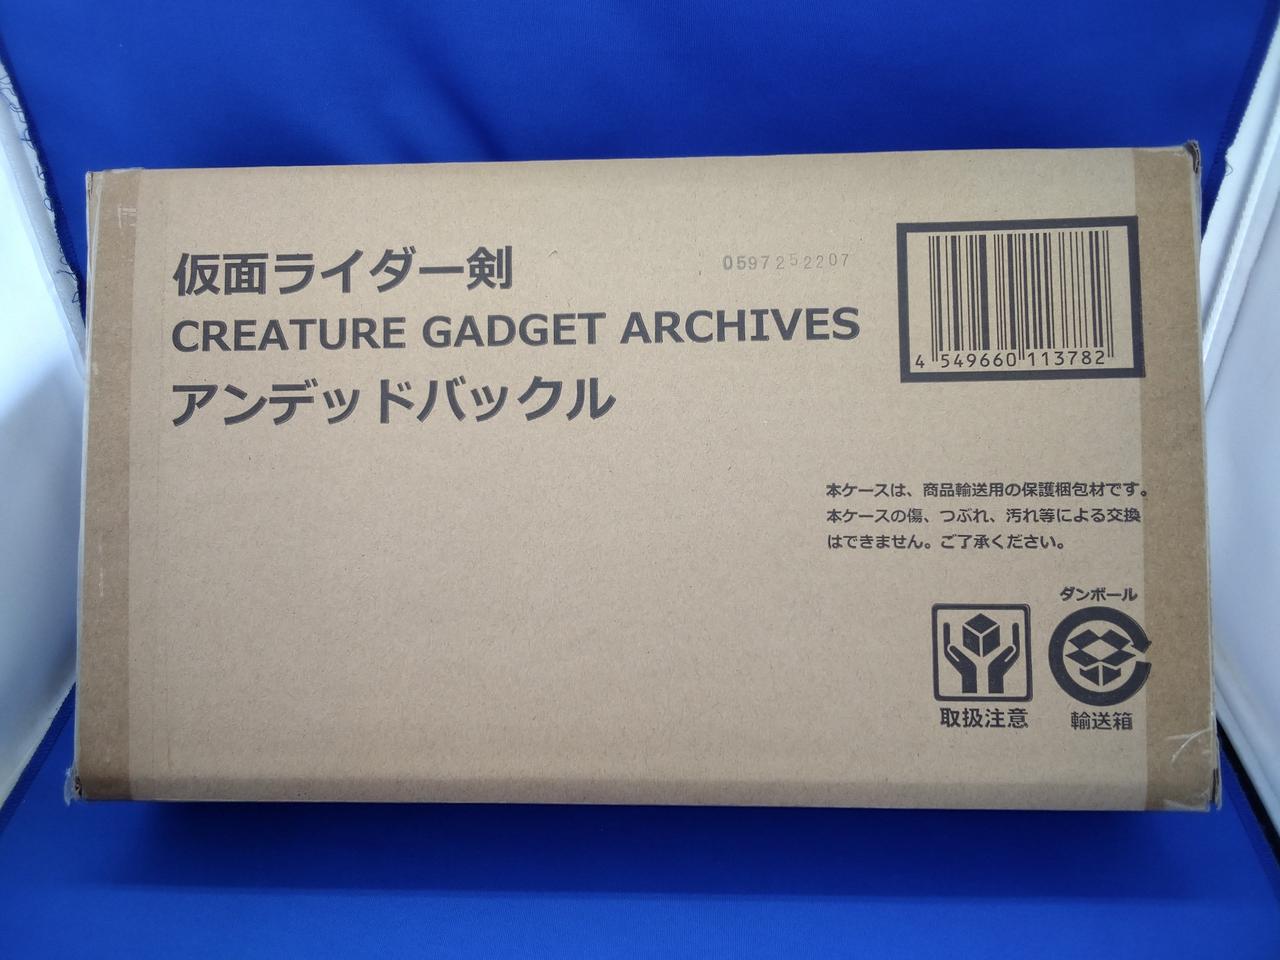 仮面ライダー剣
0597252207
CREATURE GADGET ARCHIVES
アンデッドバックル
4 549660 113782
本ケースは、商品輸送用の保護梱包材です。
本ケースの傷、つぶれ、汚れ等による交換
はできません。ご了承ください。
ダンボール
取扱注意
輸送箱